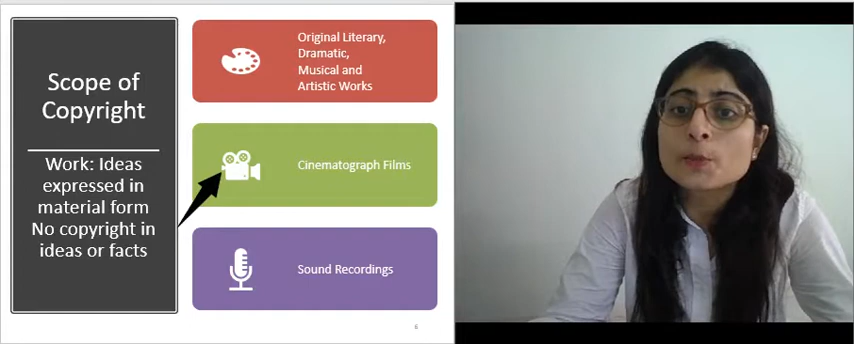 Scope of
Copyright
Work: Ideas
expressed in
material form
No copyright in
ideas or facts
Original Literary,
Dramatic,
Musical and
Artistic Works
Cinematograph Films
Sound Recordings
6